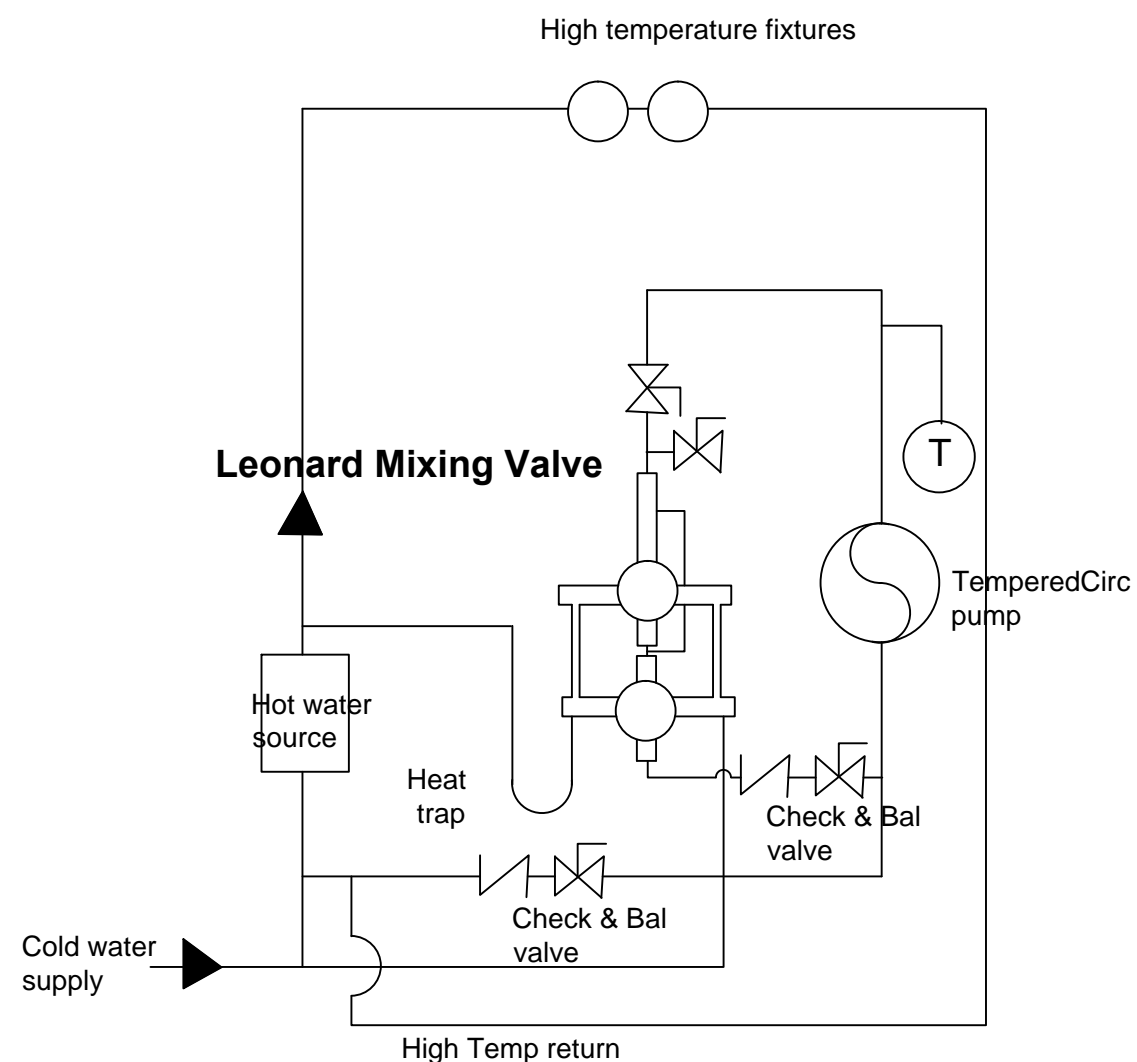 High temperature fixtures
Leonard Mixing Valve
T
TemperedCirc
pump
Hot water
source
Heat
trap
Check & Bal
valve
Check & Bal
valve
Cold water
supply
High Temp return